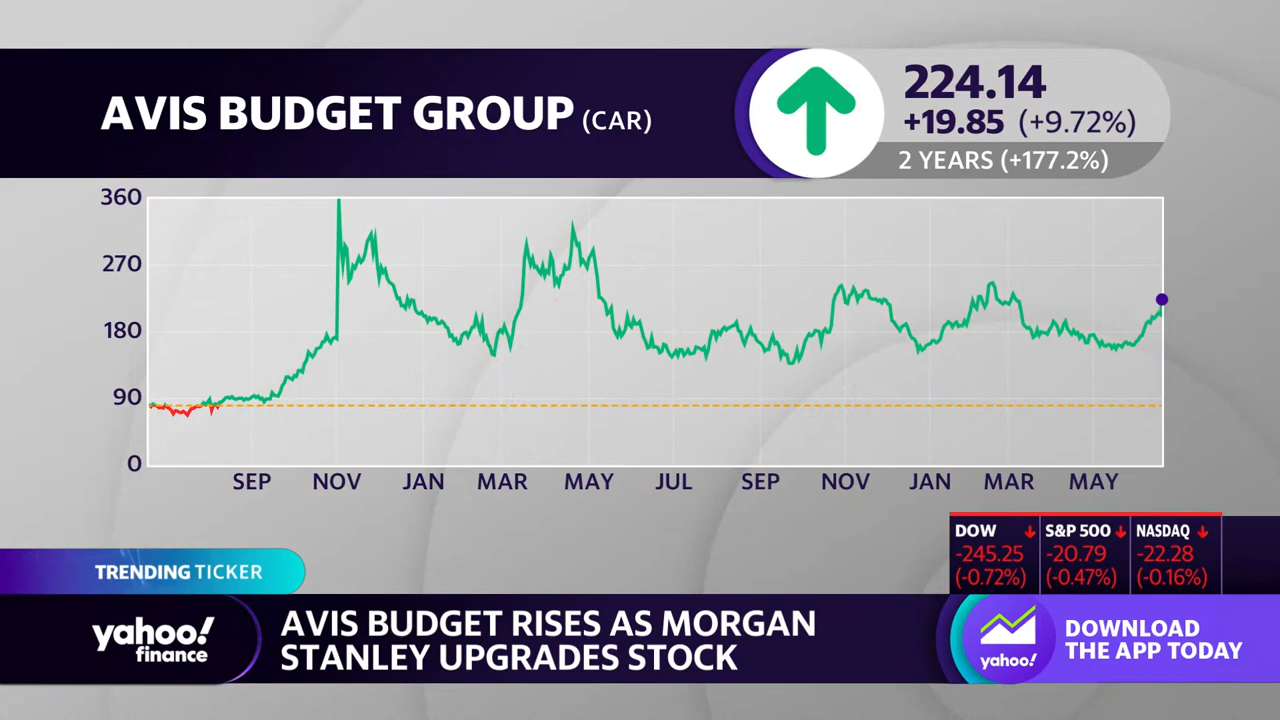 AVIS BUDGET GROUP (CAR)
224.14
+19.85 (+9.72%)
2 YEARS (+177.2%)
360
270
180
90
0
SEP NOV JAN MAR MAY JUL SEP NOV JAN MAR MAY
DOW S&P 500 NASDAQ
-245.25 -20.79 -22.28
(-0.72%) (-0.47%) (-0.16%)
TRENDING TICKER
yahoo!
finance
AVIS BUDGET RISES AS MORGAN
STANLEY UPGRADES STOCK
yahoo!
DOWNLOAD
THE APP TODAY